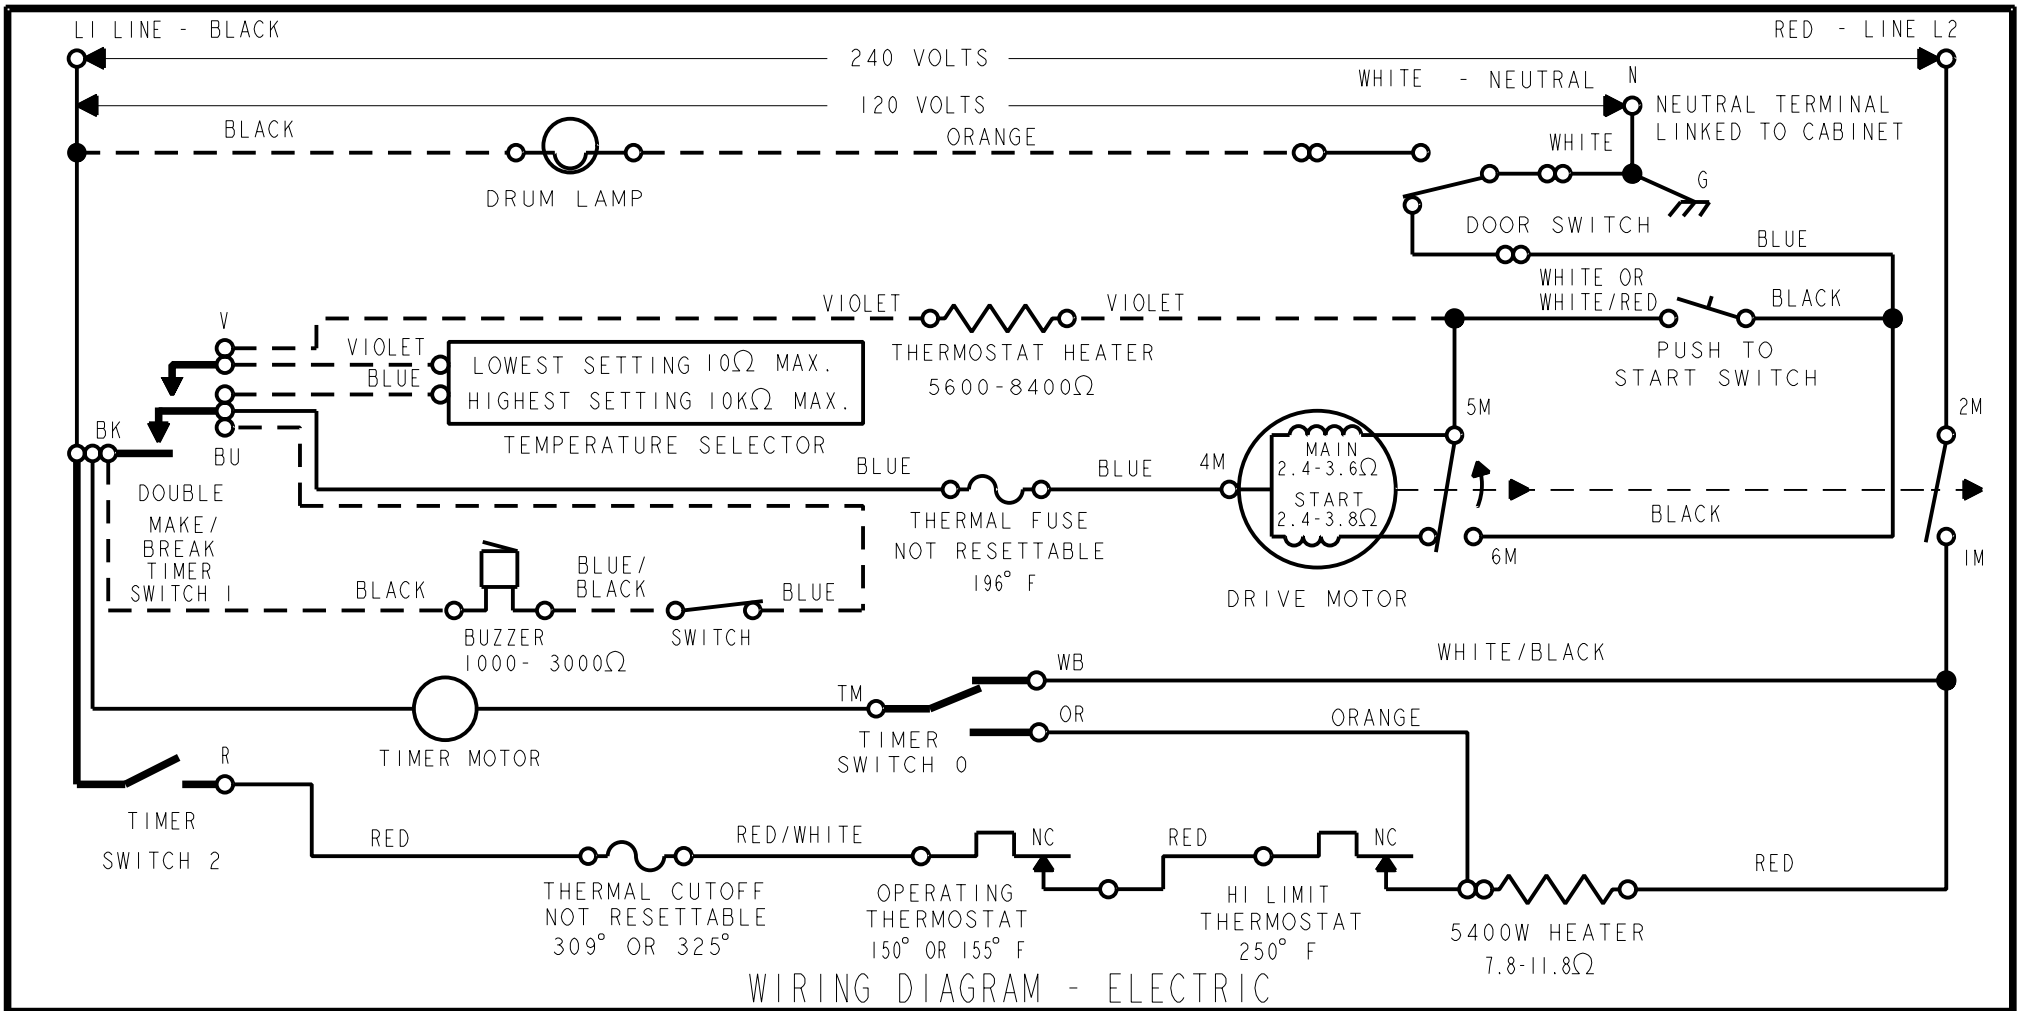 LI LINE - BLACK
RED - LINE L2
240 VOLTS
WHITE - NEUTRAL
N
120 VOLTS
NEUTRAL TERMINAL
LINKED TO CABINET
BLACK
ORANGE
WHITE
G
DRUM LAMP
DOOR SWITCH
BLUE
WHITE OR
WHITE/RED
BLACK
VIOLET
VIOLET
V
VIOLET
BLUE
LOWEST SETTING 10Ω MAX.
HIGHEST SETTING 10KΩ MAX.
TEMPERATURE SELECTOR
THERMOSTAT HEATER
5600-8400Ω
PUSH TO
START SWITCH
BK
BU
5M
2M
MAIN
2.4-3.6Ω
START
2.4-3.8Ω
BLUE
BLUE
4M
DOUBLE
MAKE/
BREAK
TIMER
SWITCH 1
THERMAL FUSE
NOT RESETTABLE
196° F
BLACK
6M
1M
DRIVE MOTOR
BLACK
BLUE/
BLACK
BLUE
BUZZER
1000- 3000Ω
SWITCH
WB
WHITE/BLACK
TM
OR
ORANGE
TIMER MOTOR
TIMER
SWITCH 0
R
TIMER
SWITCH 2
RED
RED/WHITE
NC
RED
NC
RED
THERMAL CUTOFF
NOT RESETTABLE
309° OR 325°
OPERATING
THERMOSTAT
150° OR 155° F
HI LIMIT
THERMOSTAT
250° F
5400W HEATER
7.8-11.8Ω
WIRING DIAGRAM - ELECTRIC